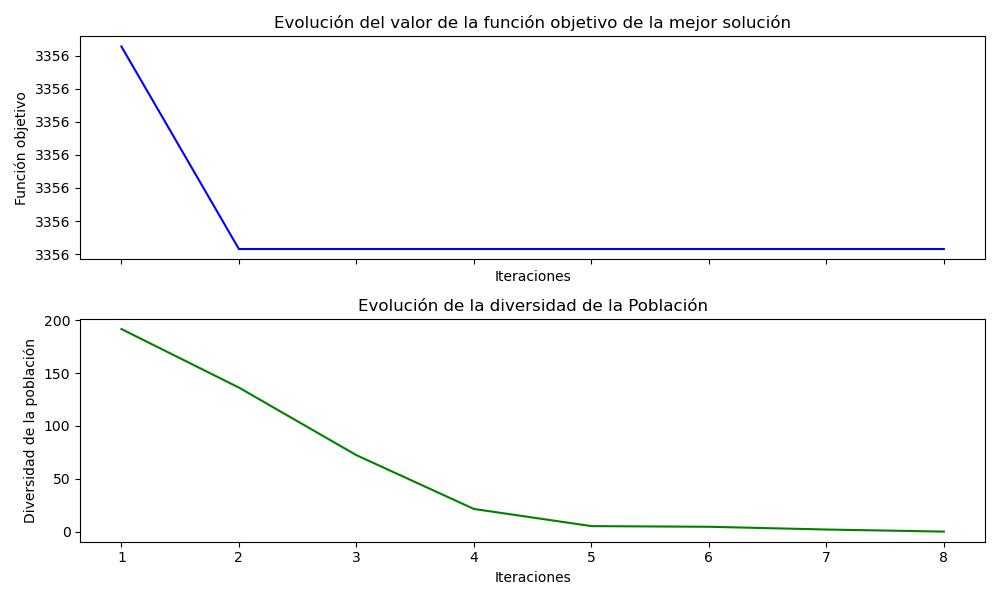 Evolución del valor de la función objetivo de la mejor solución
Función objetivo
3356
3356
3356
3356
3356
3356
3356
Iteraciones
Evolución de la diversidad de la Población
Diversidad de la población
200
150
100
50
0
1 2 3 4 5 6 7 8
Iteraciones